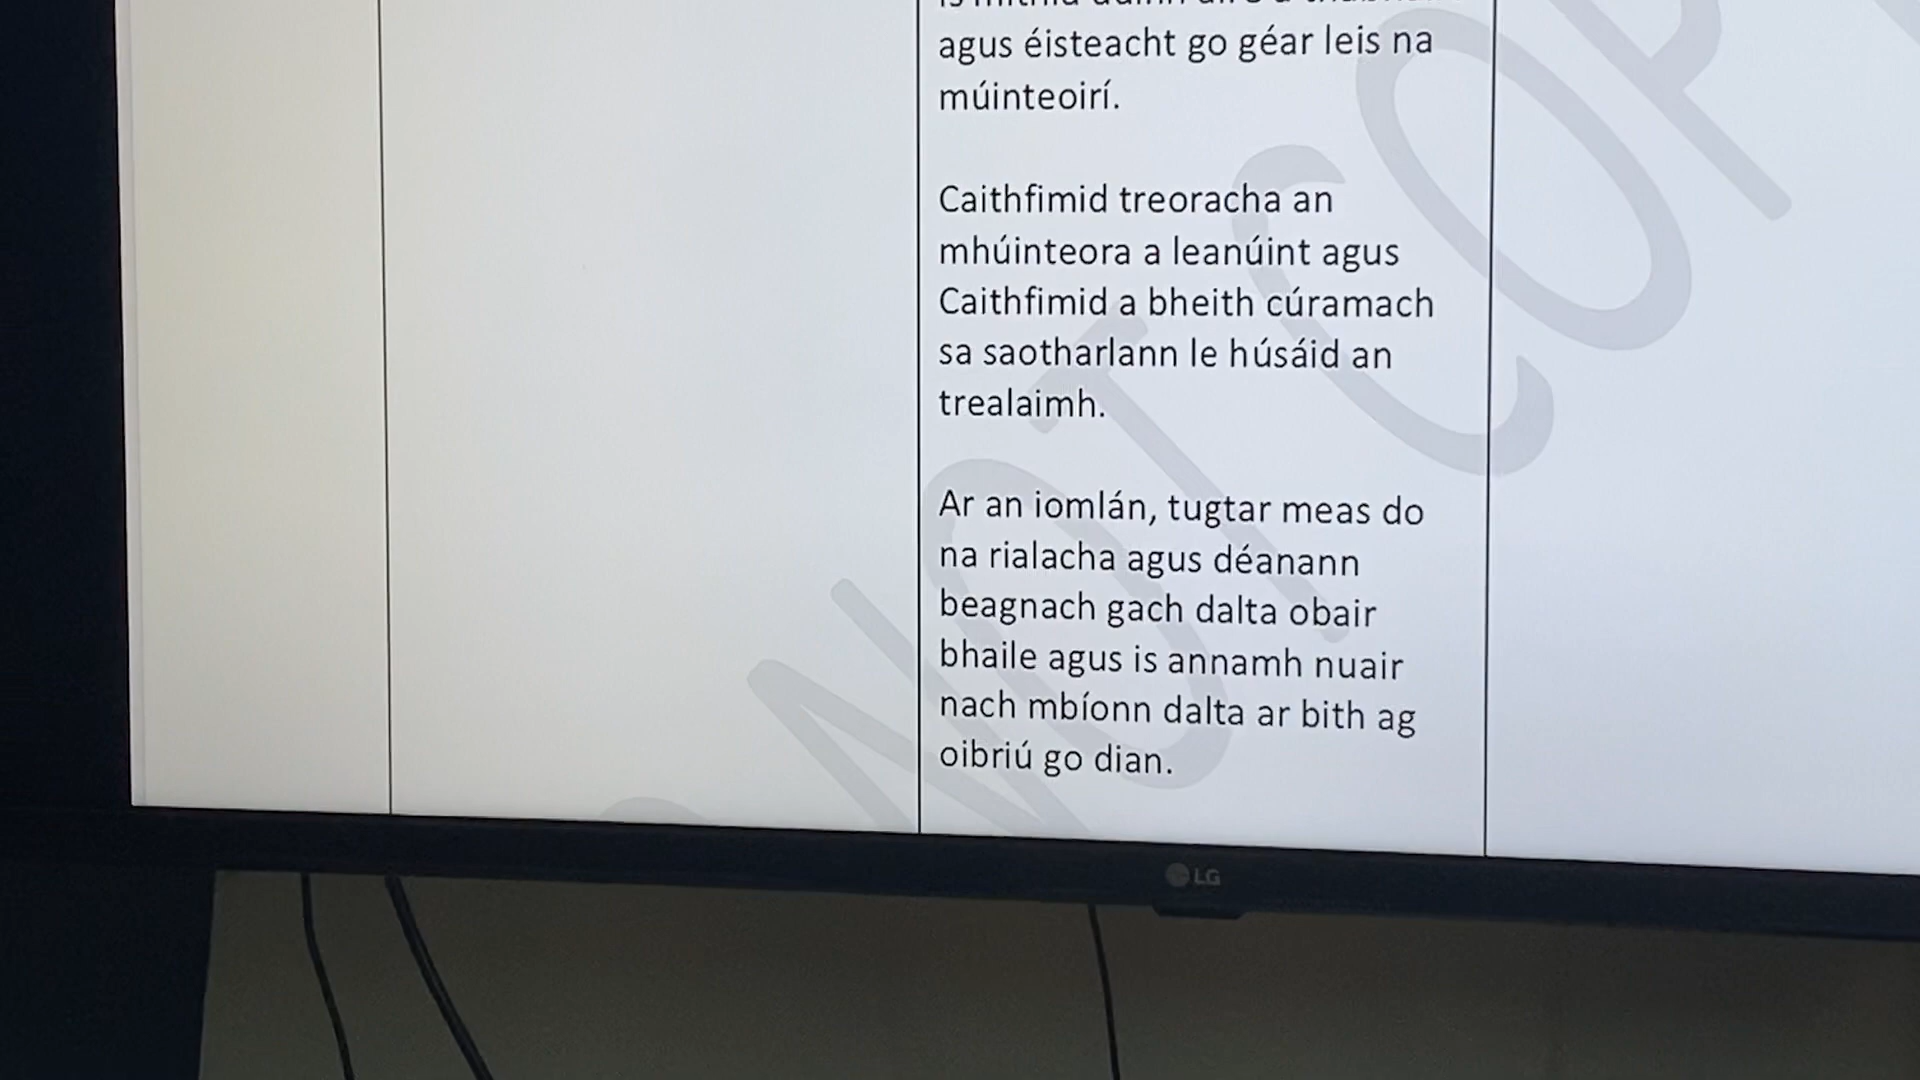 agus éisteacht go géar leis na
múinteoirí.
Caithfimid treoracha an
mhúinteora a leanúint agus
Caithfimid a bheith cúramach
sa saotharlann le húsáid an
trealaimh.
Ar an iomlán, tugtar meas do
na rialacha agus déanann
beagnach gach dalta obair
bhaile agus is annamh nuair
nach mbíonn dalta ar bith ag
oibriú go dian.
NOT COP
LG